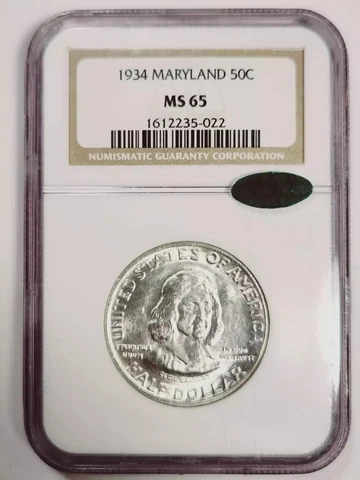 1934 MARYLAND 50C
MS 65
1612235-022
NUMISMATIC GUARANTY CORPORATION
UNITED STATES OF AMERICA
HALF DOLLAR